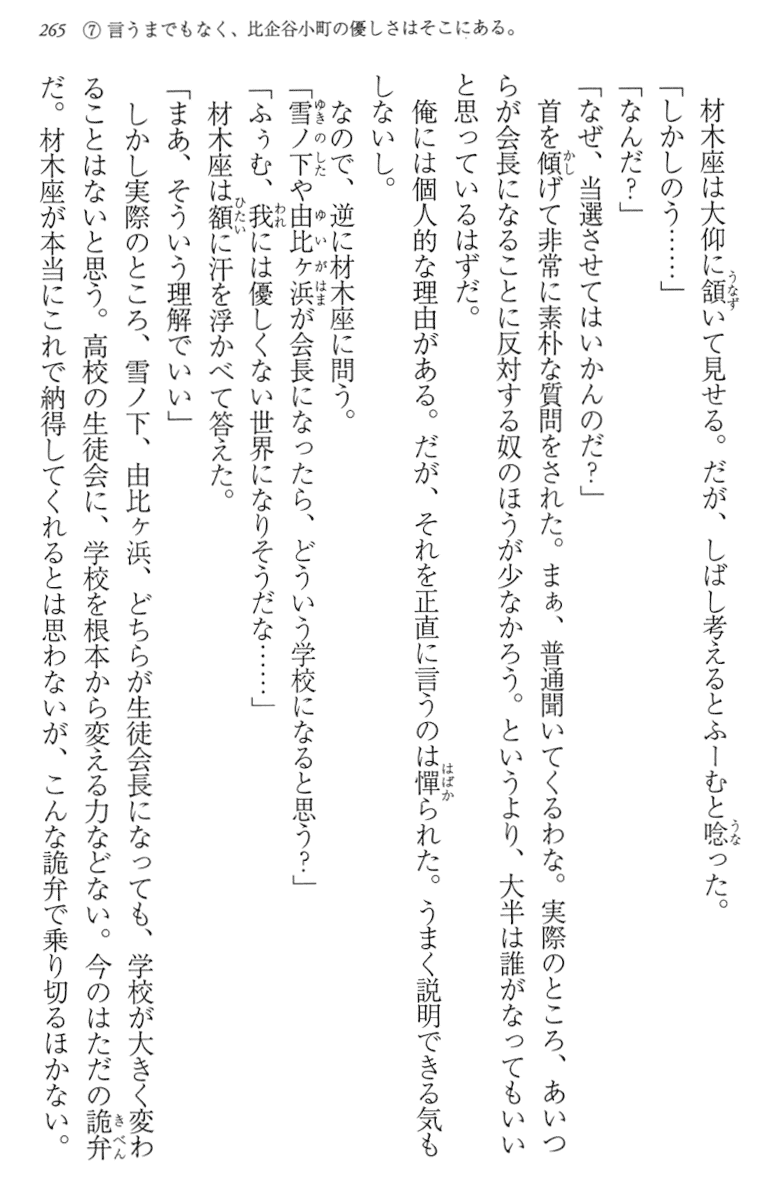 265 ⑦ 言うまでもなく、比企谷小町の優しさはそこにある。
材木座は大仰に頷いて見せる。だが、しばし考えるとふーむと唸った。
「しかしのう……」
「なんだ？」
「なぜ、当選させてはいかんのだ？」
首を傾げて非常に素朴な質問をされた。まぁ、普通聞いてくるわな。実際のところ、あいつ
らが会長になることに反対する奴のほうが少なかろう。というより、大半は誰がなってもいい
と思っているはずだ。
俺には個人的な理由がある。だが、それを正直に言うのは憚られた。うまく説明できる気も
しないし。
なので、逆に材木座に問う。
「雪ノ下や由比ヶ浜が会長になったら、どういう学校になると思う？」
「ふぅむ、我には優しくない世界になりそうだな……」
材木座は額に汗を浮かべて答えた。
「まあ、そういう理解でいい」
しかし実際のところ、雪ノ下、由比ヶ浜、どちらが生徒会長になっても、学校が大きく変わ
ることはないと思う。高校の生徒会に、学校を根本から変える力などない。今のはただの詭弁
だ。材木座が本当にこれで納得してくれるとは思わないが、こんな詭弁で乗り切るほかない。